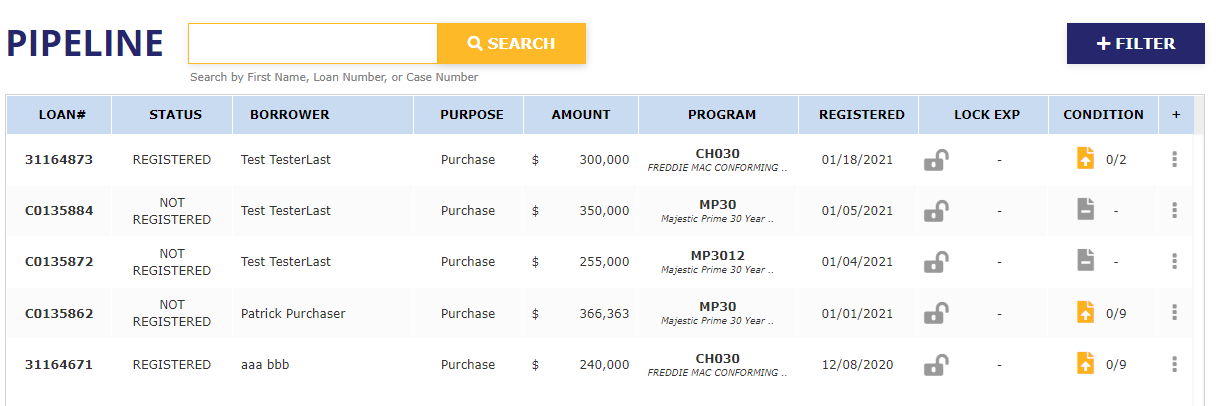 PIPELINE
SEARCH
+ FILTER
Search by First Name, Loan Number, or Case Number
LOAN# STATUS BORROWER PURPOSE AMOUNT PROGRAM REGISTERED LOCK EXP CONDITION +
31164873 REGISTERED Test TesterLast Purchase $ 300,000 CH030 01/18/2021 - 0/2
FREDDIE MAC CONFORMING ..
C0135884 NOT REGISTERED Test TesterLast Purchase $ 350,000 MP30 01/05/2021 - -
Majestic Prime 30 Year ..
C0135872 NOT REGISTERED Test TesterLast Purchase $ 255,000 MP3012 01/04/2021 - -
Majestic Prime 30 Year ..
C0135862 NOT REGISTERED Patrick Purchaser Purchase $ 366,363 MP30 01/01/2021 - 0/9
Majestic Prime 30 Year ..
31164671 REGISTERED aaa bbb Purchase $ 240,000 CH030 12/08/2020 - 0/9
FREDDIE MAC CONFORMING ..